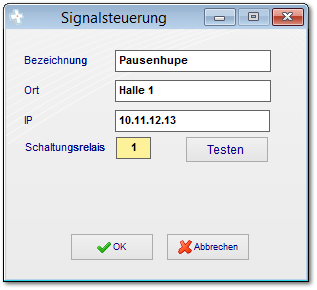 Signalsteuerung
Bezeichnung Pausenhupe
Ort Halle 1
IP 10.11.12.13
Schaltungsrelais 1 Testen
OK Abbrechen